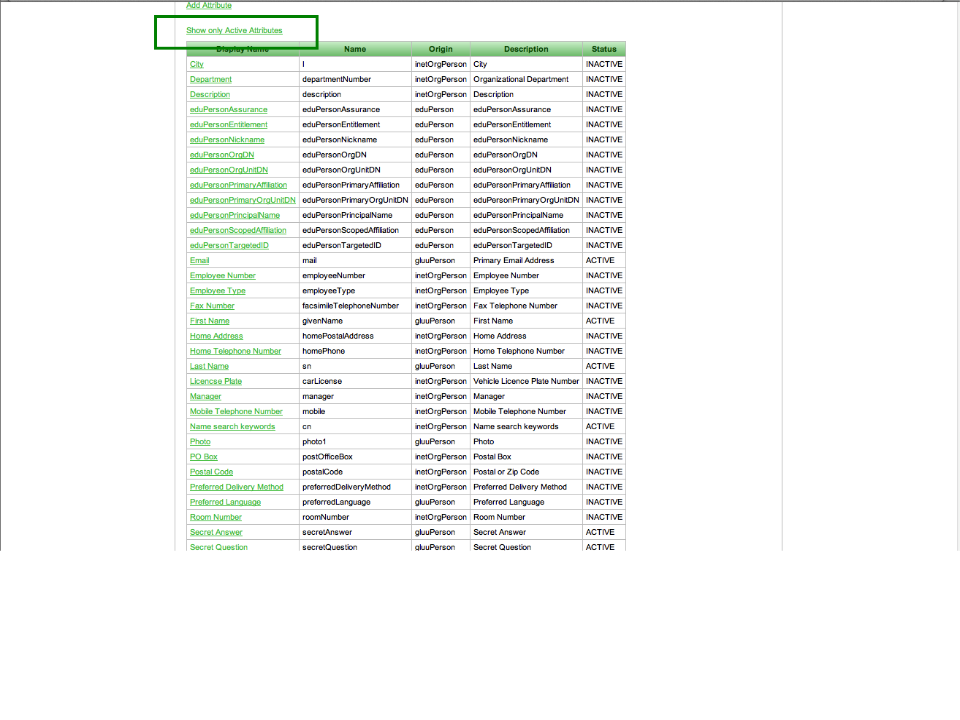 Add Attribute
Show only Active Attributes
Display Name Name Origin Description Status
City l inetOrgPerson City INACTIVE
Department departmentNumber inetOrgPerson Organizational Department INACTIVE
Description description inetOrgPerson Description INACTIVE
eduPersonAssurance eduPersonAssurance eduPerson eduPersonAssurance INACTIVE
eduPersonEntitlement eduPersonEntitlement eduPerson eduPersonEntitlement INACTIVE
eduPersonNickname eduPersonNickname eduPerson eduPersonNickname INACTIVE
eduPersonOrgDN eduPersonOrgDN eduPerson eduPersonOrgDN INACTIVE
eduPersonOrgUnitDN eduPersonOrgUnitDN eduPerson eduPersonOrgUnitDN INACTIVE
eduPersonPrimaryAffiliation eduPersonPrimaryAffiliation eduPerson eduPersonPrimaryAffiliation INACTIVE
eduPersonPrimaryOrgUnitDN eduPersonPrimaryOrgUnitDN eduPerson eduPersonPrimaryOrgUnitDN INACTIVE
eduPersonPrincipalName eduPersonPrincipalName eduPerson eduPersonPrincipalName INACTIVE
eduPersonScopedAffiliation eduPersonScopedAffiliation eduPerson eduPersonScopedAffiliation INACTIVE
eduPersonTargetedID eduPersonTargetedID eduPerson eduPersonTargetedID INACTIVE
Email mail gluuPerson Primary Email Address ACTIVE
Employee Number employeeNumber inetOrgPerson Employee Number INACTIVE
Employee Type employeeType inetOrgPerson Employee Type INACTIVE
Fax Number facsimileTelephoneNumber inetOrgPerson Fax Telephone Number INACTIVE
First Name givenName gluuPerson First Name ACTIVE
Home Address homePostalAddress inetOrgPerson Home Address INACTIVE
Home Telephone Number homePhone inetOrgPerson Home Telephone Number INACTIVE
Last Name sn gluuPerson Last Name ACTIVE
Licencse Plate carLicense inetOrgPerson Vehicle Licence Plate Number INACTIVE
Manager manager inetOrgPerson Manager INACTIVE
Mobile Telephone Number mobile inetOrgPerson Mobile Telephone Number INACTIVE
Name search keywords cn inetOrgPerson Name search keywords ACTIVE
Photo photo1 gluuPerson Photo INACTIVE
PO Box postOfficeBox inetOrgPerson Postal Box INACTIVE
Postal Code postalCode inetOrgPerson Postal or Zip Code INACTIVE
Preferred Delivery Method preferredDeliveryMethod inetOrgPerson Preferred Delivery Method INACTIVE
Preferred Language preferredLanguage gluuPerson Preferred Language INACTIVE
Room Number roomNumber inetOrgPerson Room Number INACTIVE
Secret Answer secretAnswer gluuPerson Secret Answer ACTIVE
Secret Question secretQuestion gluuPerson Secret Question ACTIVE